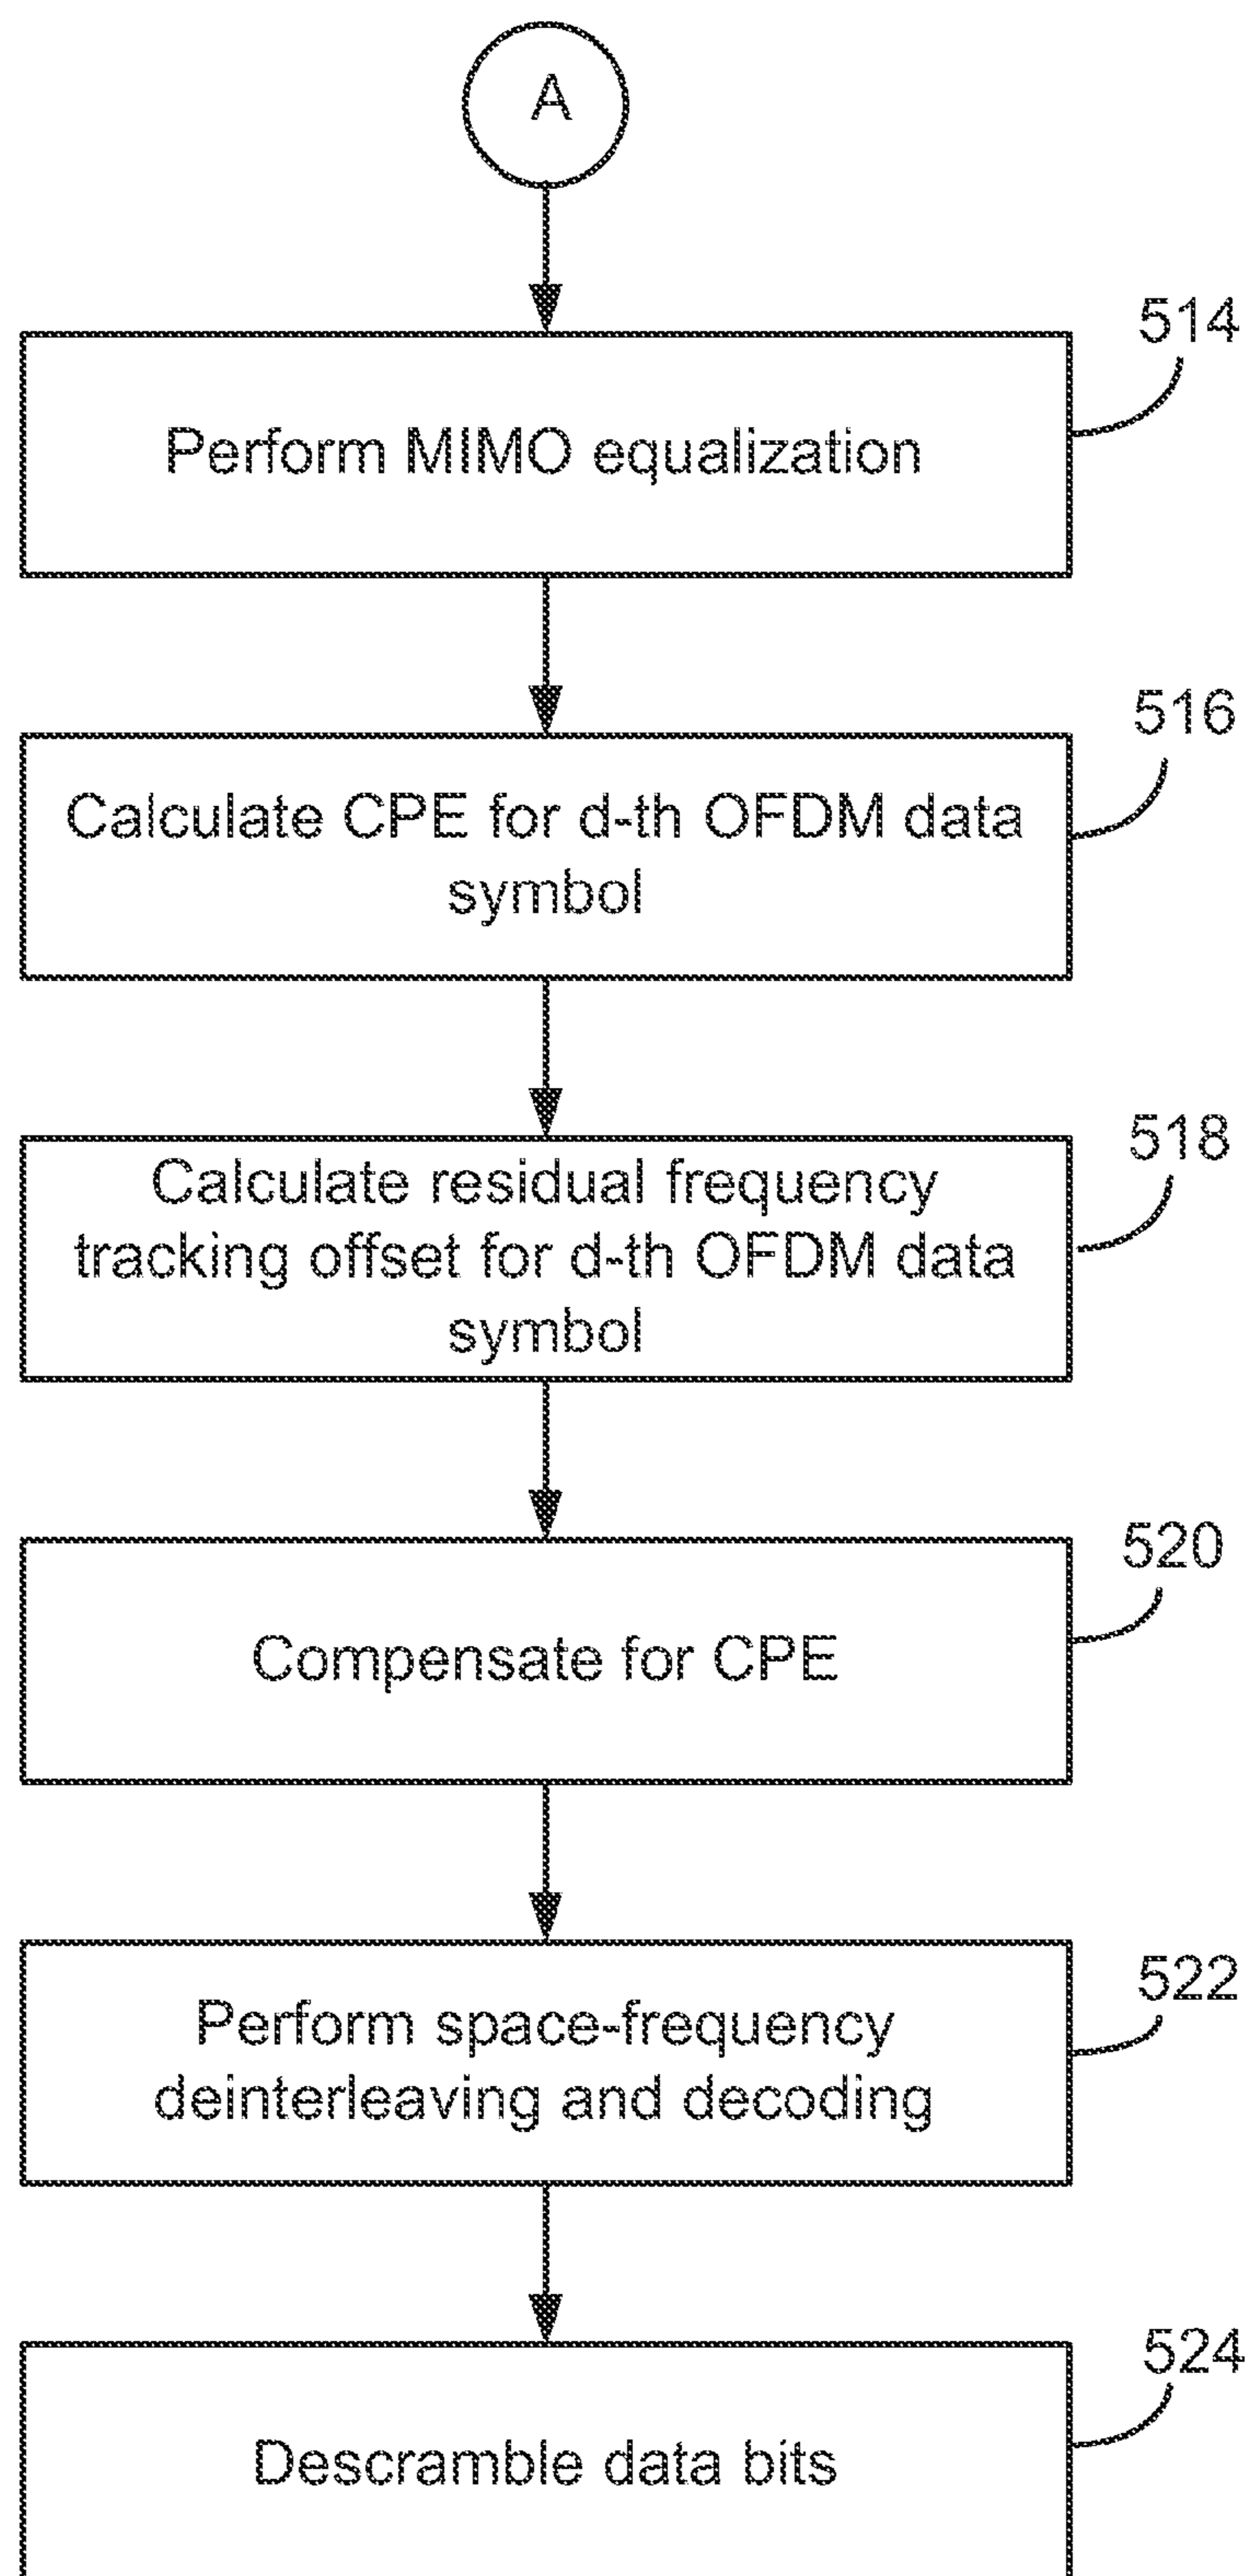 A
514
Perform MIMO equalization
516
Calculate CPE for d-th OFDM data
symbol
518
Calculate residual frequency
tracking offset for d-th OFDM data
symbol
520
Compensate for CPE
522
Perform space-frequency
deinterleaving and decoding
524
Descramble data bits